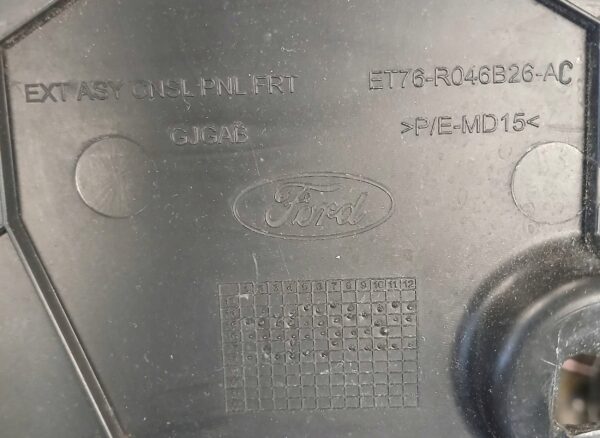 EXT ASY CNSL PNL FRT
ET76-R046B26-AC
GJGAB
>P/E-MD15<
Ford
1 2 3 4 5 6 7 8 9 10 11 12